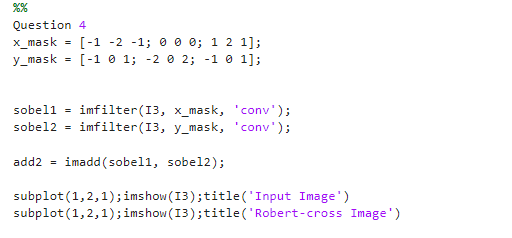 %%
Question 4
x_mask = [-1 -2 -1; 0 0 0; 1 2 1];
y_mask = [-1 0 1; -2 0 2; -1 0 1];
sobel1 = imfilter(I3, x_mask, 'conv');
sobel2 = imfilter(I3, y_mask, 'conv');
add2 = imadd(sobel1, sobel2);
subplot(1,2,1);imshow(I3);title('Input Image')
subplot(1,2,1);imshow(I3);title('Robert-cross Image')